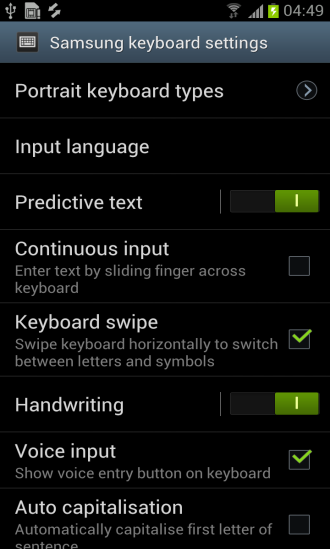 04:49
Samsung keyboard settings
Portrait keyboard types
Input language
Predictive text
Continuous input
Enter text by sliding finger across
keyboard
Keyboard swipe
Swipe keyboard horizontally to switch
between letters and symbols
Handwriting
Voice input
Show voice entry button on keyboard
Auto capitalisation
Automatically capitalise first letter of
sentence